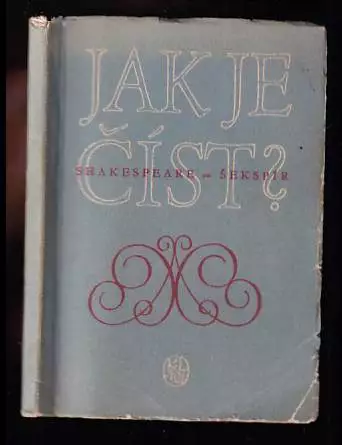 JAK JE
SHAKESPEARE – ŠEKSPÍR
ČÍST?